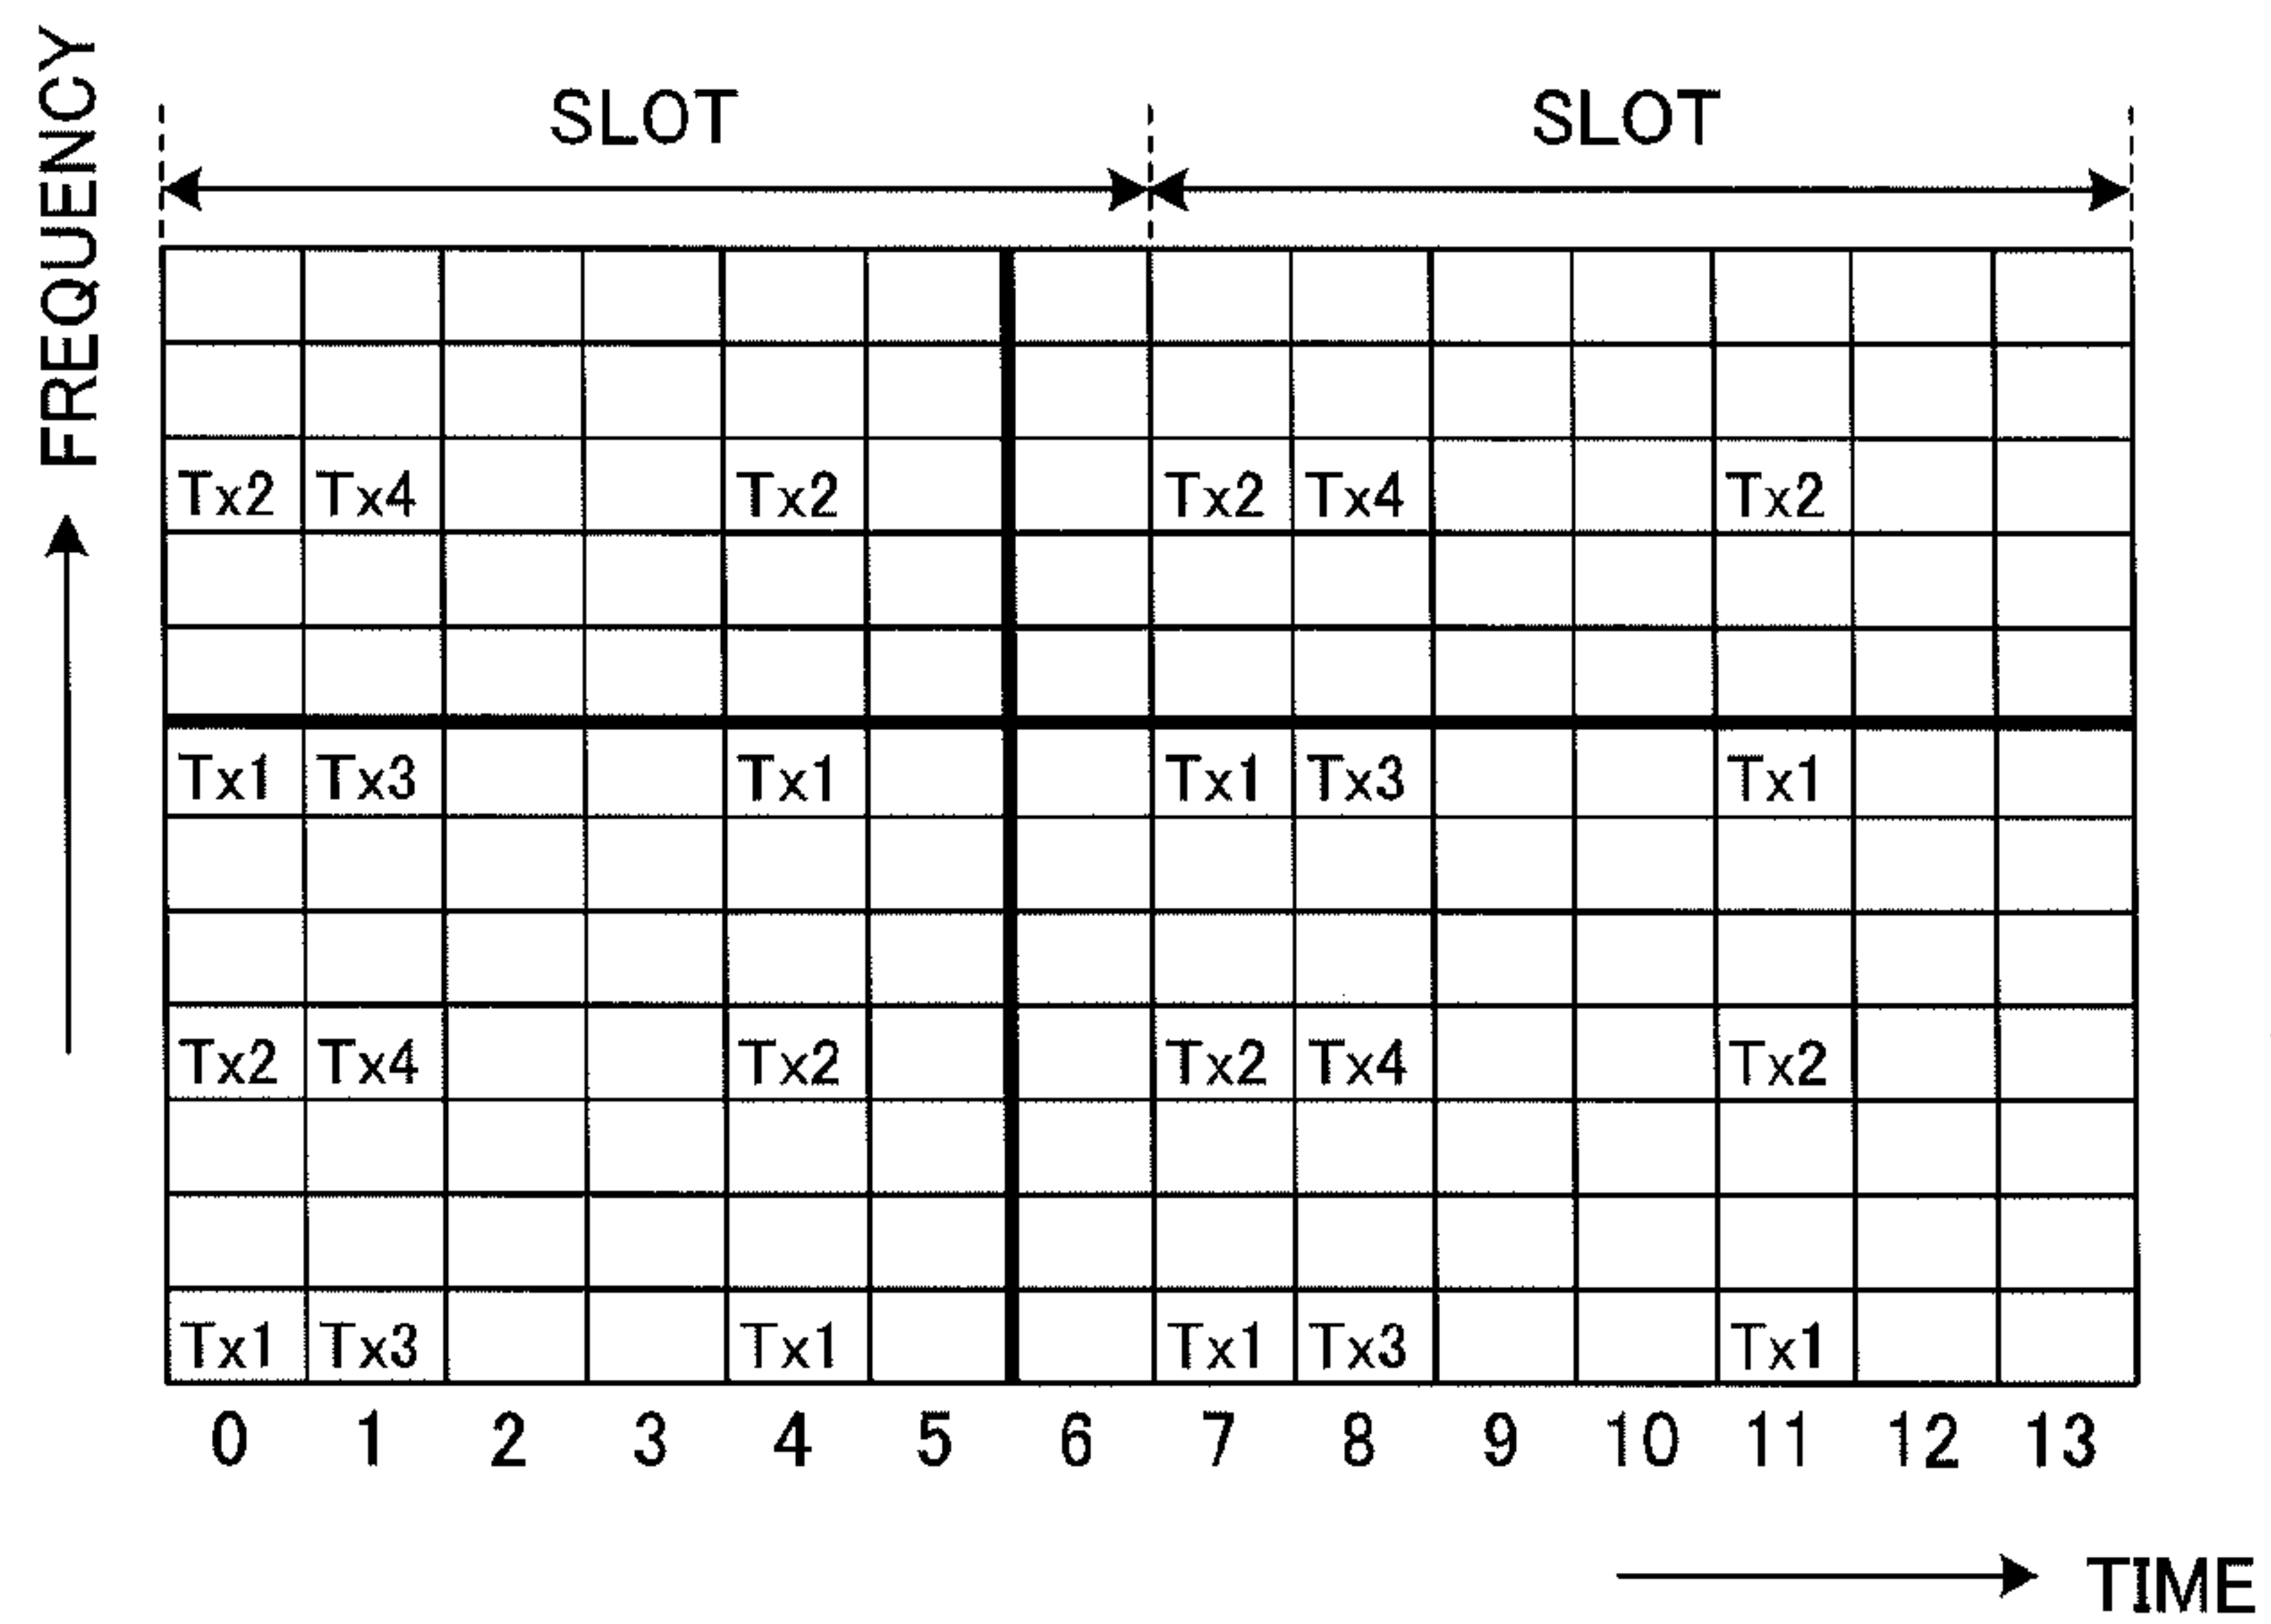 FREQUENCY
SLOT SLOT
Tx2 Tx4 Tx2 Tx2 Tx4 Tx2
Tx1 Tx3 Tx1 Tx1 Tx3 Tx1
Tx2 Tx4 Tx2 Tx2 Tx4 Tx2
Tx1 Tx3 Tx1 Tx1 Tx3 Tx1
0 1 2 3 4 5 6 7 8 9 10 11 12 13
TIME